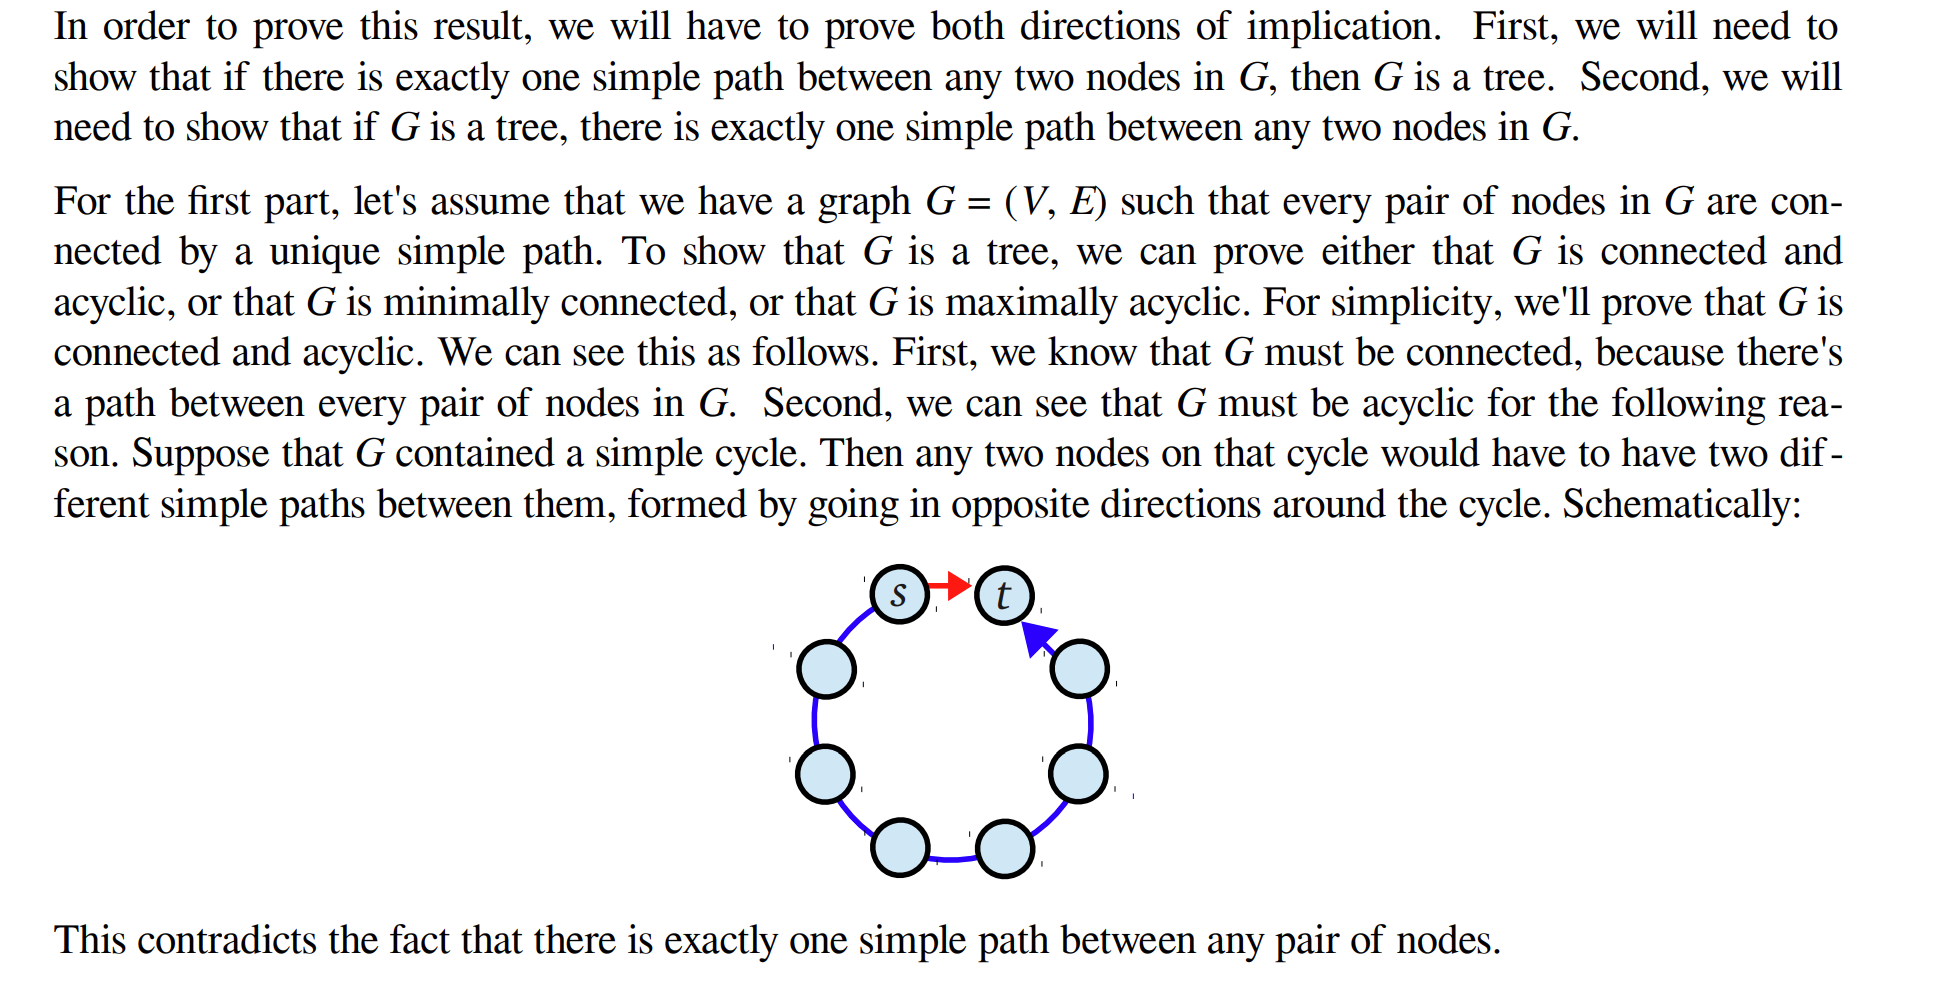 In order to prove this result, we will have to prove both directions of implication. First, we will need to
show that if there is exactly one simple path between any two nodes in G, then G is a tree. Second, we will
need to show that if G is a tree, there is exactly one simple path between any two nodes in G.
For the first part, let's assume that we have a graph G = (V, E) such that every pair of nodes in G are con-
nected by a unique simple path. To show that G is a tree, we can prove either that G is connected and
acyclic, or that G is minimally connected, or that G is maximally acyclic. For simplicity, we'll prove that G is
connected and acyclic. We can see this as follows. First, we know that G must be connected, because there's
a path between every pair of nodes in G. Second, we can see that G must be acyclic for the following rea-
son. Suppose that G contained a simple cycle. Then any two nodes on that cycle would have to have two dif-
ferent simple paths between them, formed by going in opposite directions around the cycle. Schematically:
s t
This contradicts the fact that there is exactly one simple path between any pair of nodes.